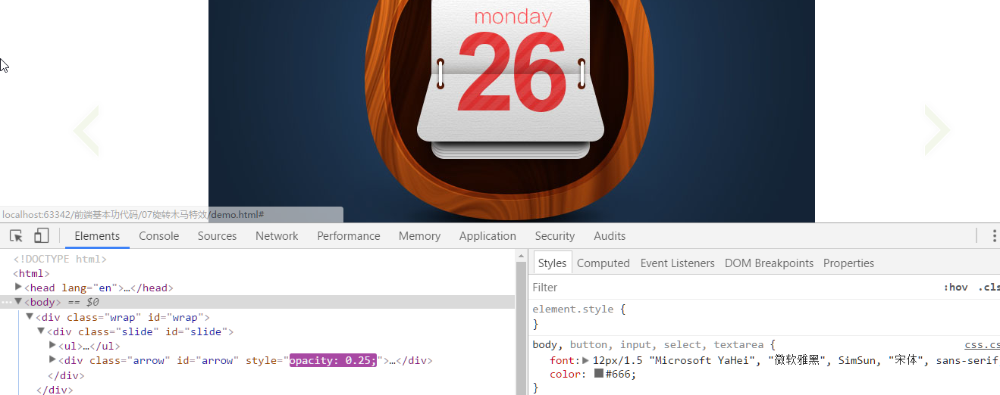 monday
26
localhost:63342/前端基本功代码/07旋转木马特效/demo.html#
Elements Console Sources Network Performance Memory Application Security Audits
<!DOCTYPE html>
<html>
<head lang="en">…</head>
<body> == $0
<div class="wrap" id="wrap">
<div class="slide" id="slide">
<ul>…</ul>
<div class="arrow" id="arrow" style="opacity: 0.25;">…</div>
</div>
</div>
Styles Computed Event Listeners DOM Breakpoints Properties
Filter :hov .cls
element.style {
}
body, button, input, select, textarea { css.cs
font: 12px/1.5 "Microsoft YaHei", "微软雅黑", SimSun, "宋体", sans-serif
color: #666;
}